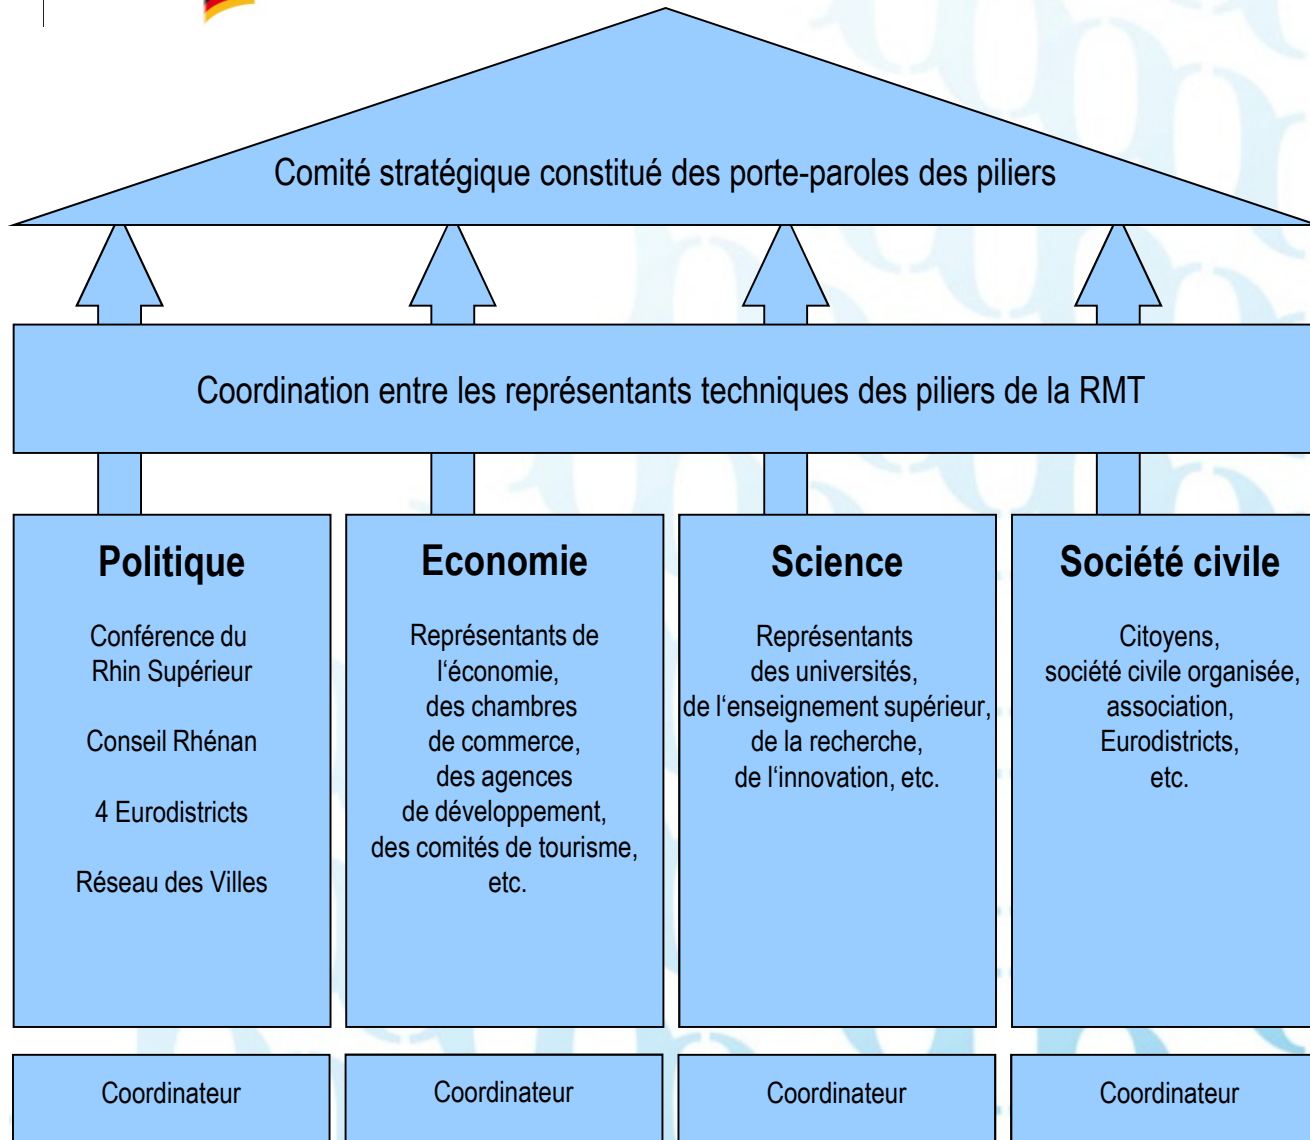 Comité stratégique constitué des porte-paroles des piliers
Coordination entre les représentants techniques des piliers de la RMT
Politique
Conférence du
Rhin Supérieur
Conseil Rhénan
4 Eurodistricts
Réseau des Villes
Economie
Représentants de
l‘économie,
des chambres
de commerce,
des agences
de développement,
des comités de tourisme,
etc.
Science
Représentants
des universités,
de l‘enseignement supérieur,
de la recherche,
de l‘innovation, etc.
Société civile
Citoyens,
société civile organisée,
association,
Eurodistricts,
etc.
Coordinateur
Coordinateur
Coordinateur
Coordinateur